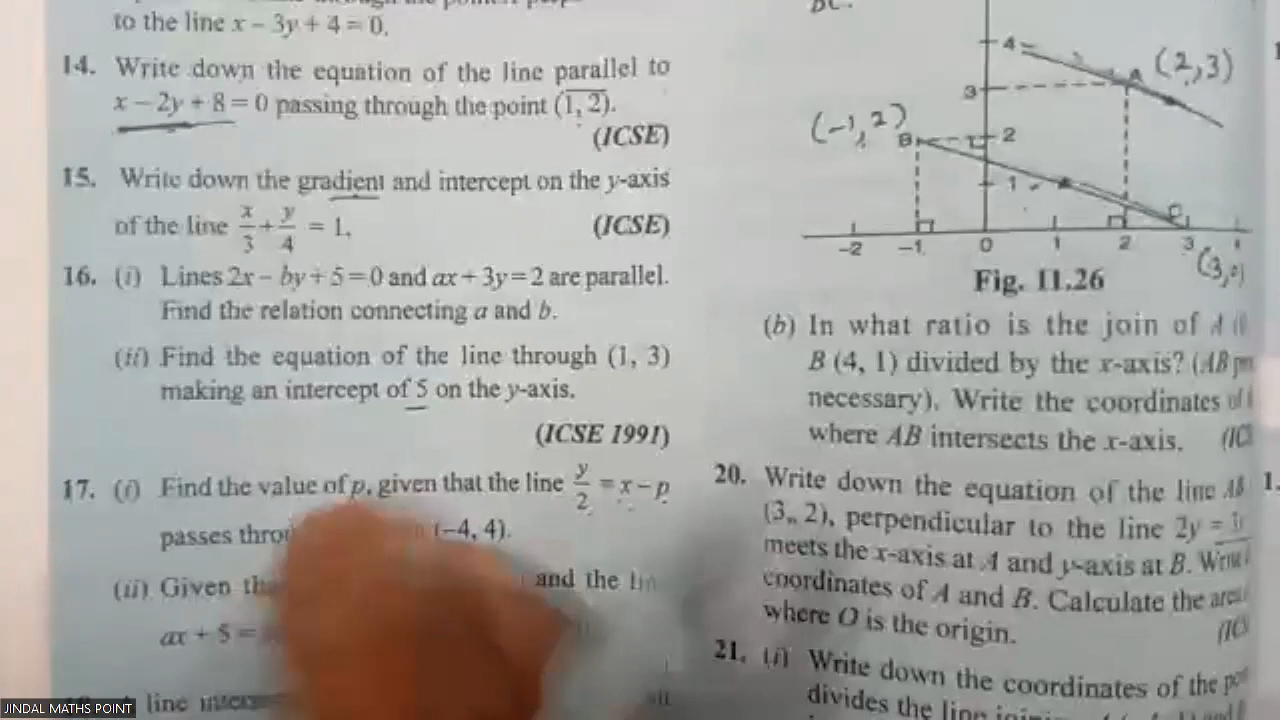 to the line x − 3y + 4 = 0.
14. Write down the equation of the line parallel to
x − 2y + 8 = 0 passing through the point (1, 2).
(ICSE)
15. Write down the gradient and intercept on the y-axis
of the line x/3 + y/4 = 1.
(ICSE)
16. (i) Lines 2x − by + 5 = 0 and ax + 3y = 2 are parallel.
Find the relation connecting a and b.
(ii) Find the equation of the line through (1, 3)
making an intercept of 5 on the y-axis.
(ICSE 1991)
17. (i) Find the value of p, given that the line y/2 = x − p
passes (−4, 4).
(ii) Given and the
ax + 5 =
line
JINDAL MATHS POINT
BC.
4
A (2, 3)
3
(-1, 2)
B 2
1
C
-2 -1 0 1 2 3
(3,
Fig. 11.26
(b) In what ratio is the join of A
B (4, 1) divided by the x-axis? (AB
necessary). Write the coordinates
where AB intersects the x-axis.
20. Write down the equation of the line AB
(3, 2), perpendicular to the line 2y =
meets the x-axis at A and y-axis at B.
coordinates of A and B. Calculate the
where O is the origin.
21. (i) Write down the coordinates of the
divides the line
1.